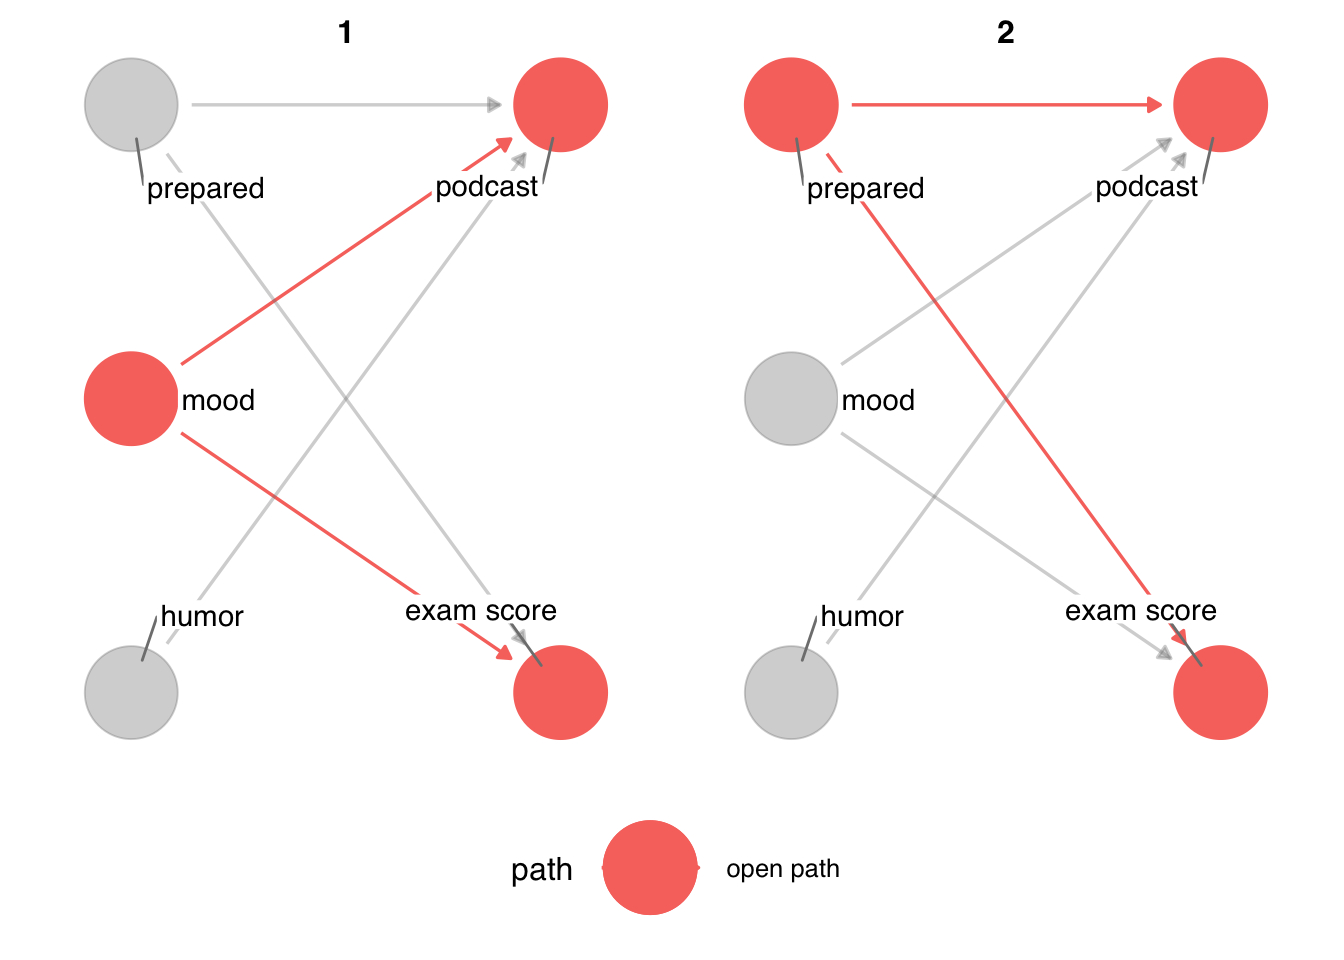 1
prepared
podcast
mood
humor
exam score
2
prepared
podcast
mood
humor
exam score
path
open path